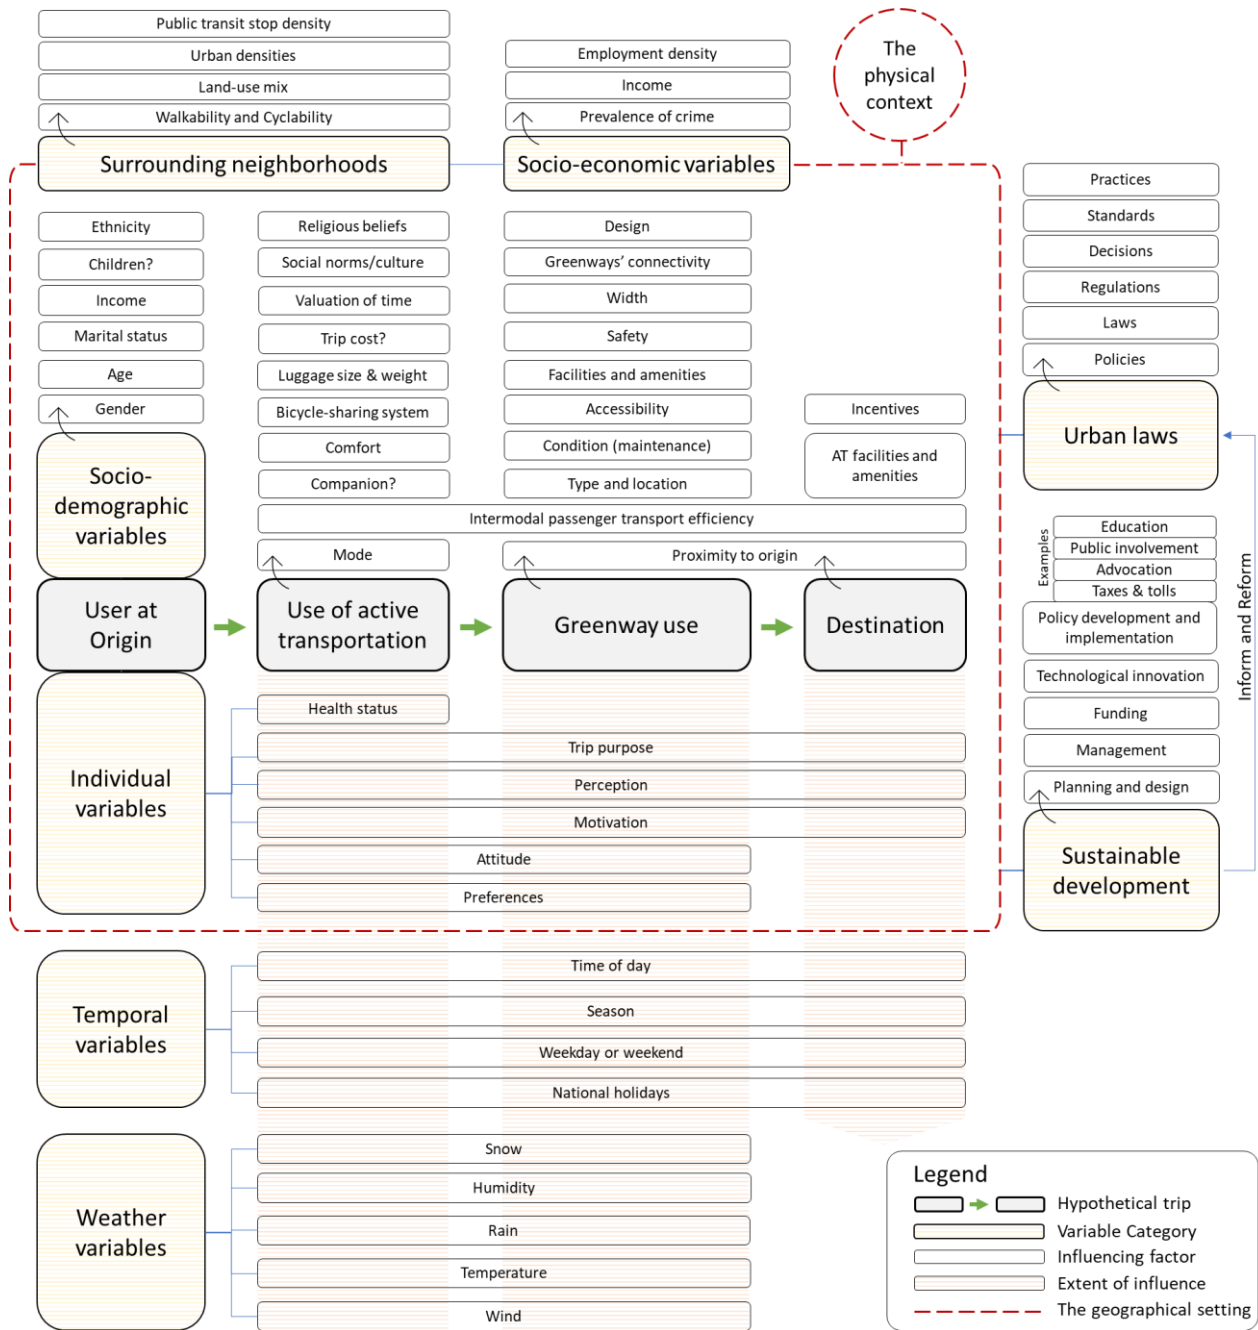 Public transit stop density
Urban densities
Land-use mix
Walkability and Cyclability
Surrounding neighborhoods
Employment density
Income
Prevalence of crime
Socio-economic variables
The
physical
context
Ethnicity
Children?
Income
Marital status
Age
Gender
Socio-
demographic
variables
Religious beliefs
Social norms/culture
Valuation of time
Trip cost?
Luggage size & weight
Bicycle-sharing system
Comfort
Companion?
Design
Greenways' connectivity
Width
Safety
Facilities and amenities
Accessibility
Condition (maintenance)
Type and location
Incentives
AT facilities and
amenities
Intermodal passenger transport efficiency
Mode
Proximity to origin
User at
Origin
Use of active
transportation
Greenway use
Destination
Individual
variables
Health status
Trip purpose
Perception
Motivation
Attitude
Preferences
Temporal
variables
Time of day
Season
Weekday or weekend
National holidays
Weather
variables
Snow
Humidity
Rain
Temperature
Wind
Practices
Standards
Decisions
Regulations
Laws
Policies
Urban laws
Examples
Education
Public involvement
Advocation
Taxes & tolls
Policy development and
implementation
Technological innovation
Funding
Management
Planning and design
Sustainable
development
Inform and Reform
Legend
Hypothetical trip
Variable Category
Influencing factor
Extent of influence
The geographical setting